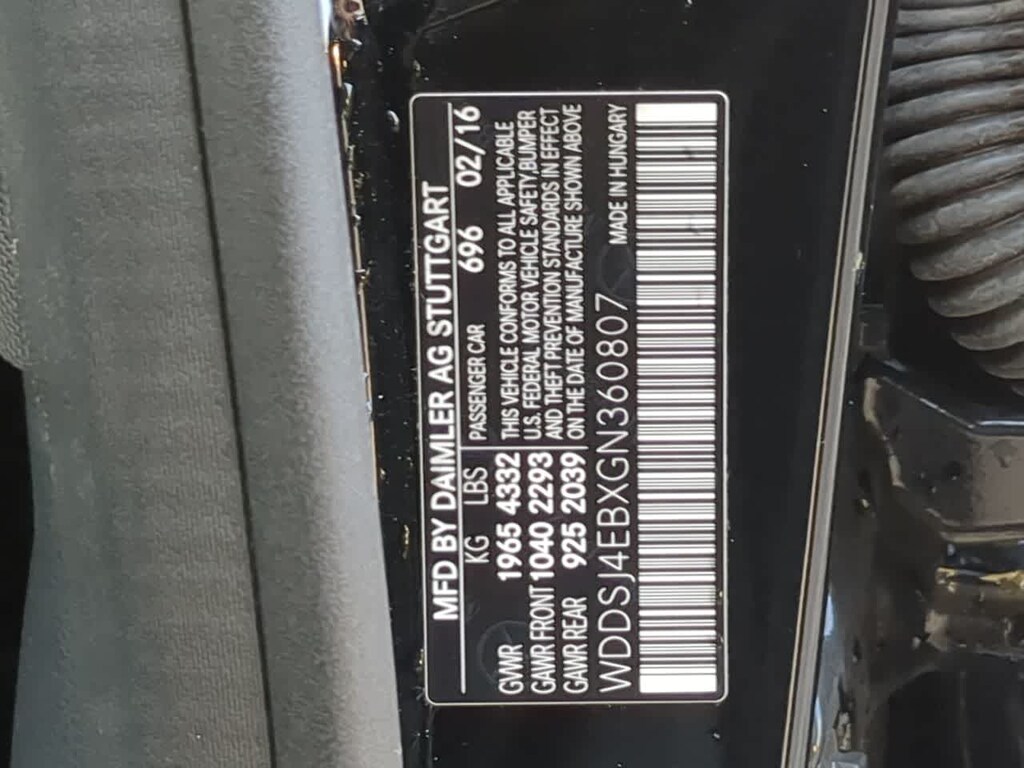 MFD BY DAIMLER AG STUTTGART
KG LBS PASSENGER CAR 696 02/16
GWR 1965 4332 THIS VEHICLE CONFORMS TO ALL APPLICABLE
GAWR FRONT 1040 2293 U.S. FEDERAL MOTOR VEHICLE SAFETY,BUMPER
GAWR REAR 925 2039 AND THEFT PREVENTION STANDARDS IN EFFECT
ON THE DATE OF MANUFACTURE SHOWN ABOVE
WDDSJ4EBXGN360807 MADE IN HUNGARY